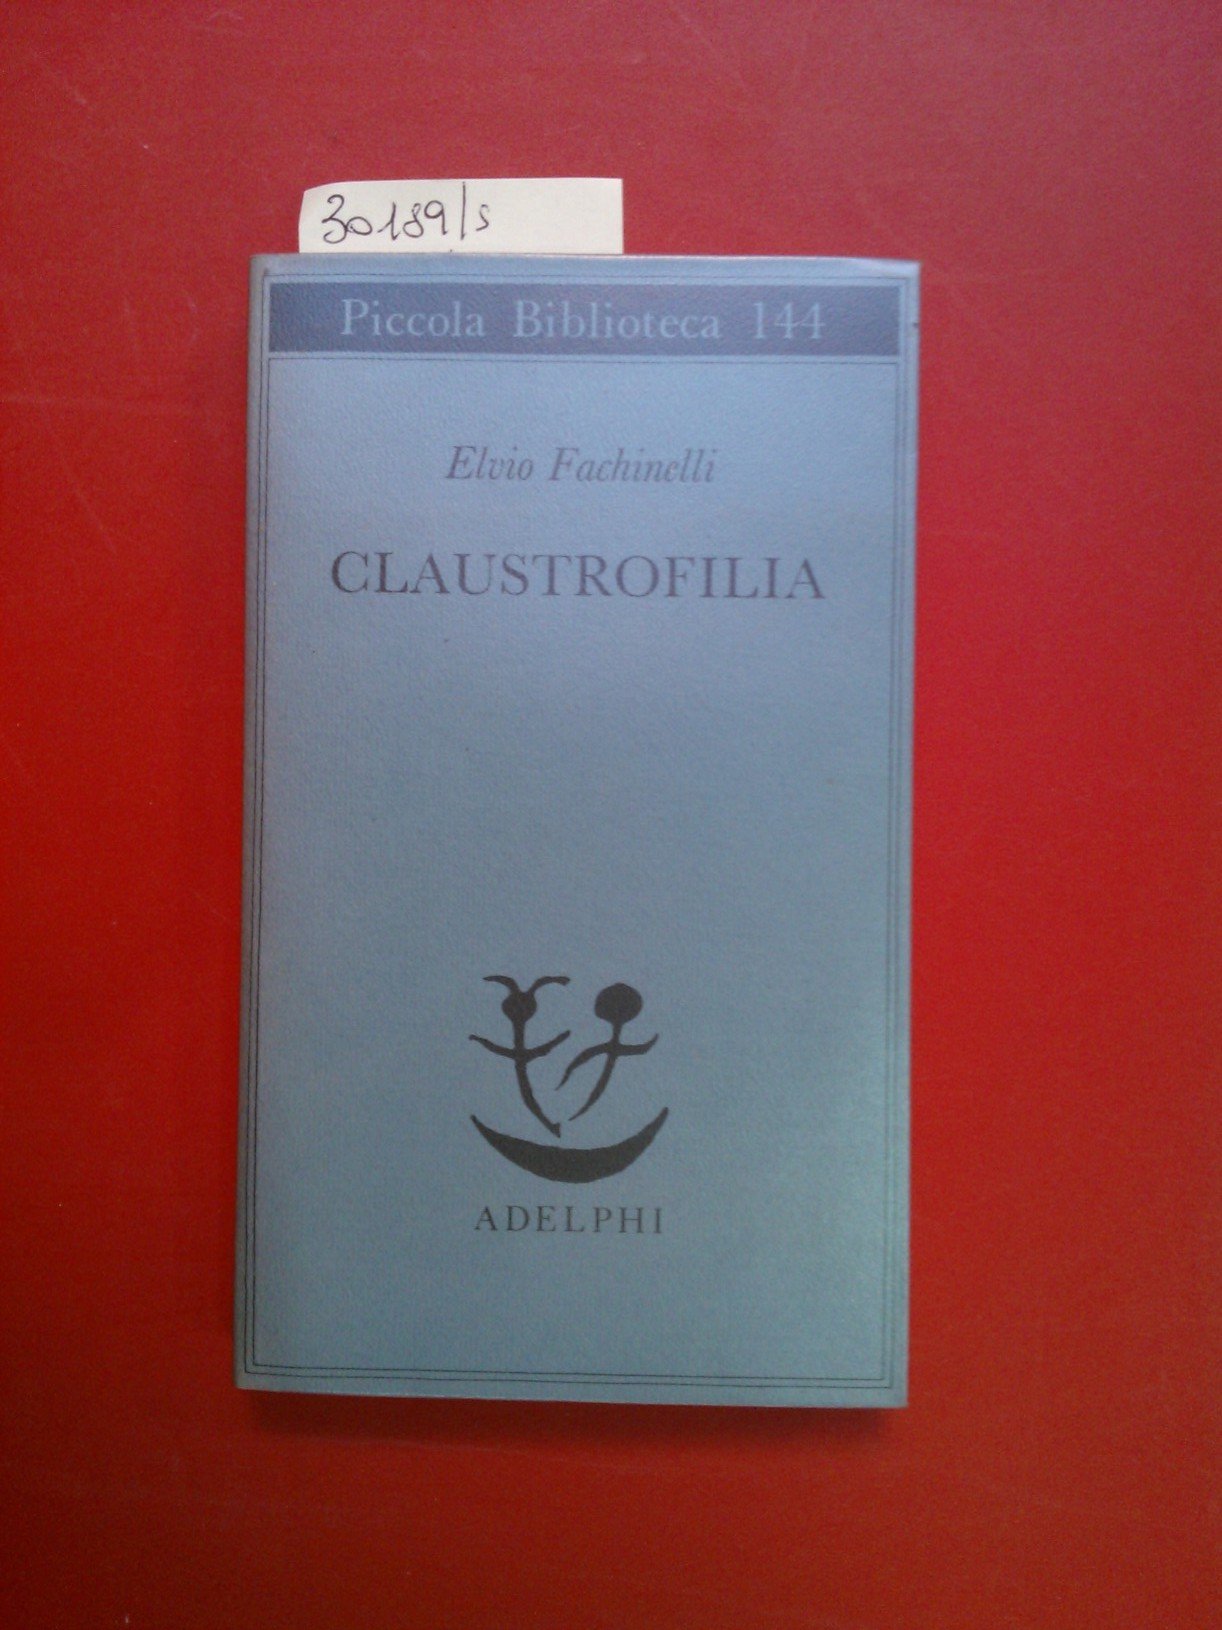 30189/s
Piccola Biblioteca 144
Elvio Fachinelli
CLAUSTROFILIA
ADELPHI